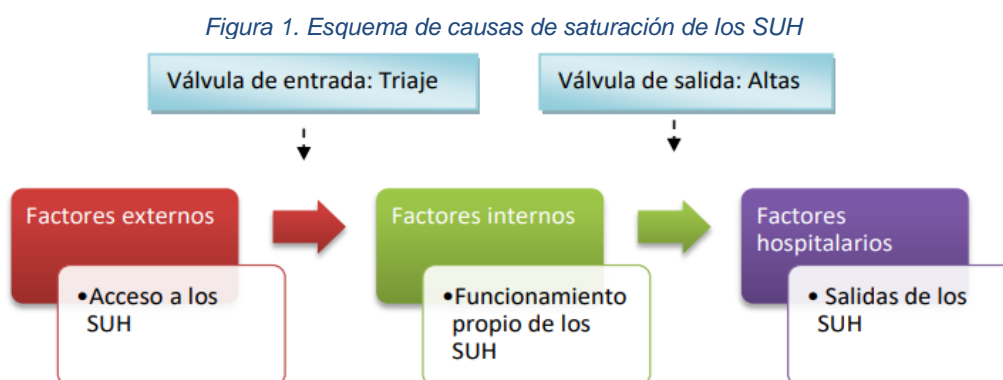 Figura 1. Esquema de causas de saturación de los SUH
Válvula de entrada: Triaje
Válvula de salida: Altas
Factores externos
•Acceso a los
SUH
Factores internos
•Funcionamiento
propio de los
SUH
Factores
hospitalarios
• Salidas de los
SUH